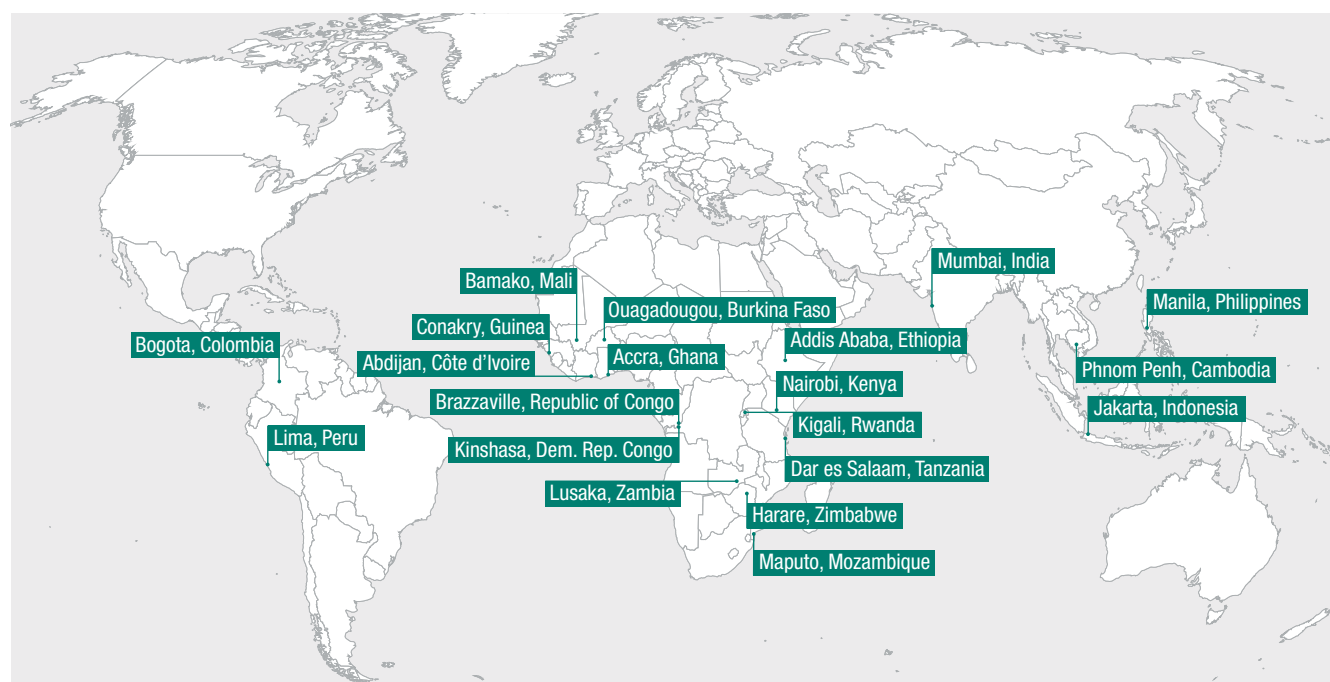 Mumbai, India
Bamako, Mali
Manila, Philippines
Ouagadougou, Burkina Faso
Conakry, Guinea
Bogota, Colombia
Addis Ababa, Ethiopia
Accra, Ghana
Abdijan, Côte d'Ivoire
Phnom Penh, Cambodia
Nairobi, Kenya
Brazzaville, Republic of Congo
Jakarta, Indonesia
Kigali, Rwanda
Lima, Peru
Kinshasa, Dem. Rep. Congo
Dar es Salaam, Tanzania
Lusaka, Zambia
Harare, Zimbabwe
Maputo, Mozambique